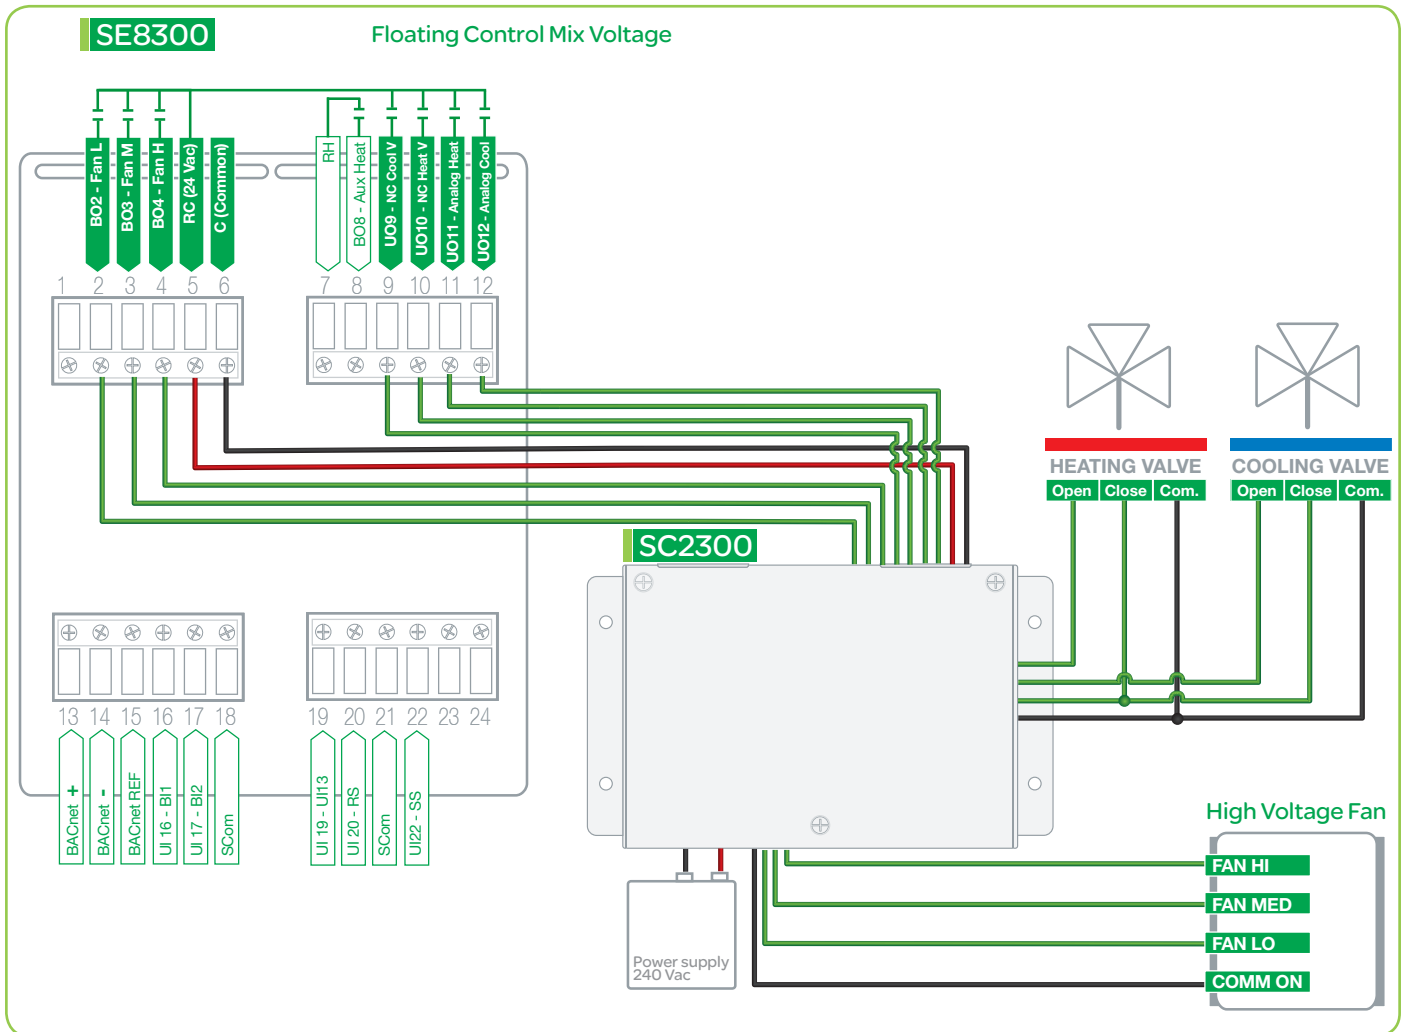 SE8300
Floating Control Mix Voltage
BO2 - Fan L
BO3 - Fan M
BO4 - Fan H
RC (24 Vac)
C (Common)
RH
BO8 - Aux Heat
UO9 - NC Cool V
UO10 - NC Heat V
UO11 - Analog Heat
UO12 - Analog Cool
1 2 3 4 5 6
7 8 9 10 11 12
HEATING VALVE
Open Close Com.
COOLING VALVE
Open Close Com.
SC2300
13 14 15 16 17 18
19 20 21 22 23 24
BACnet +
BACnet -
BACnet REF
UI 16 - BI1
UI 17 - BI2
SCom
UI 19 - UI13
UI 20 - RS
SCom
UI22 - SS
High Voltage Fan
FAN HI
FAN MED
FAN LO
COMM ON
Power supply
240 Vac